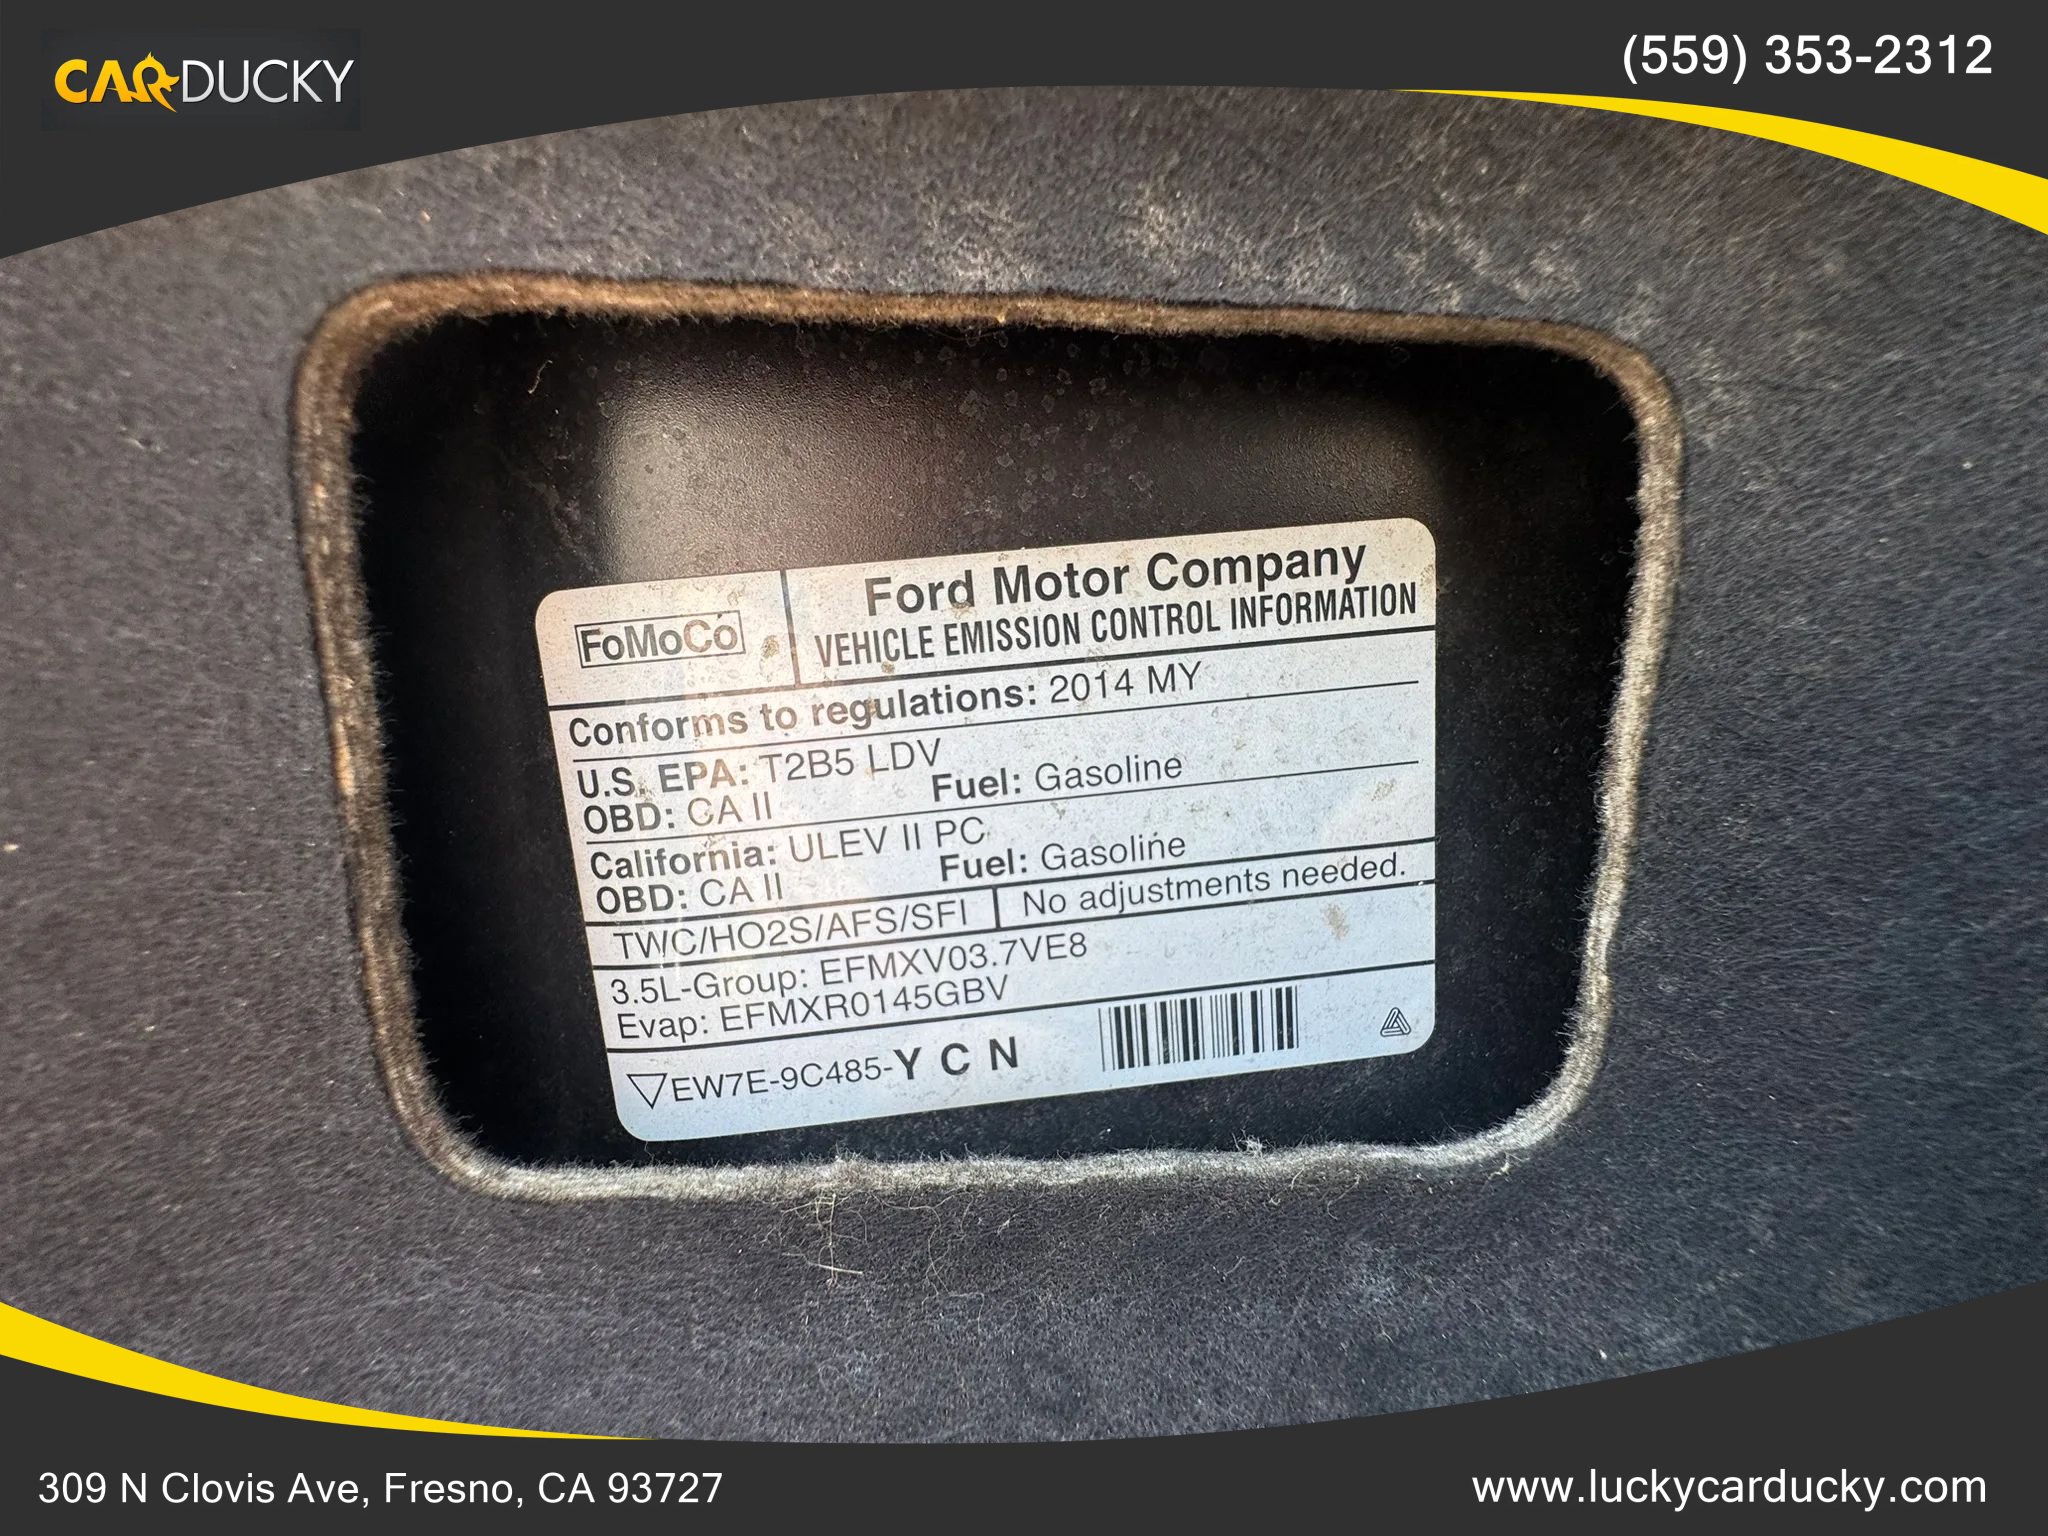 CARDUCKY
(559) 353-2312
FoMoCo
Ford Motor Company
VEHICLE EMISSION CONTROL INFORMATION
Conforms to regulations: 2014 MY
U.S. EPA: T2B5 LDV
OBD: CA II Fuel: Gasoline
California: ULEV II PC
OBD: CA II Fuel: Gasoline
TWC/HO2S/AFS/SFI No adjustments needed.
3.5L-Group: EFMXV03.7VE8
Evap: EFMXR0145GBV
EW7E-9C485-Y C N
309 N Clovis Ave, Fresno, CA 93727
www.luckycarducky.com